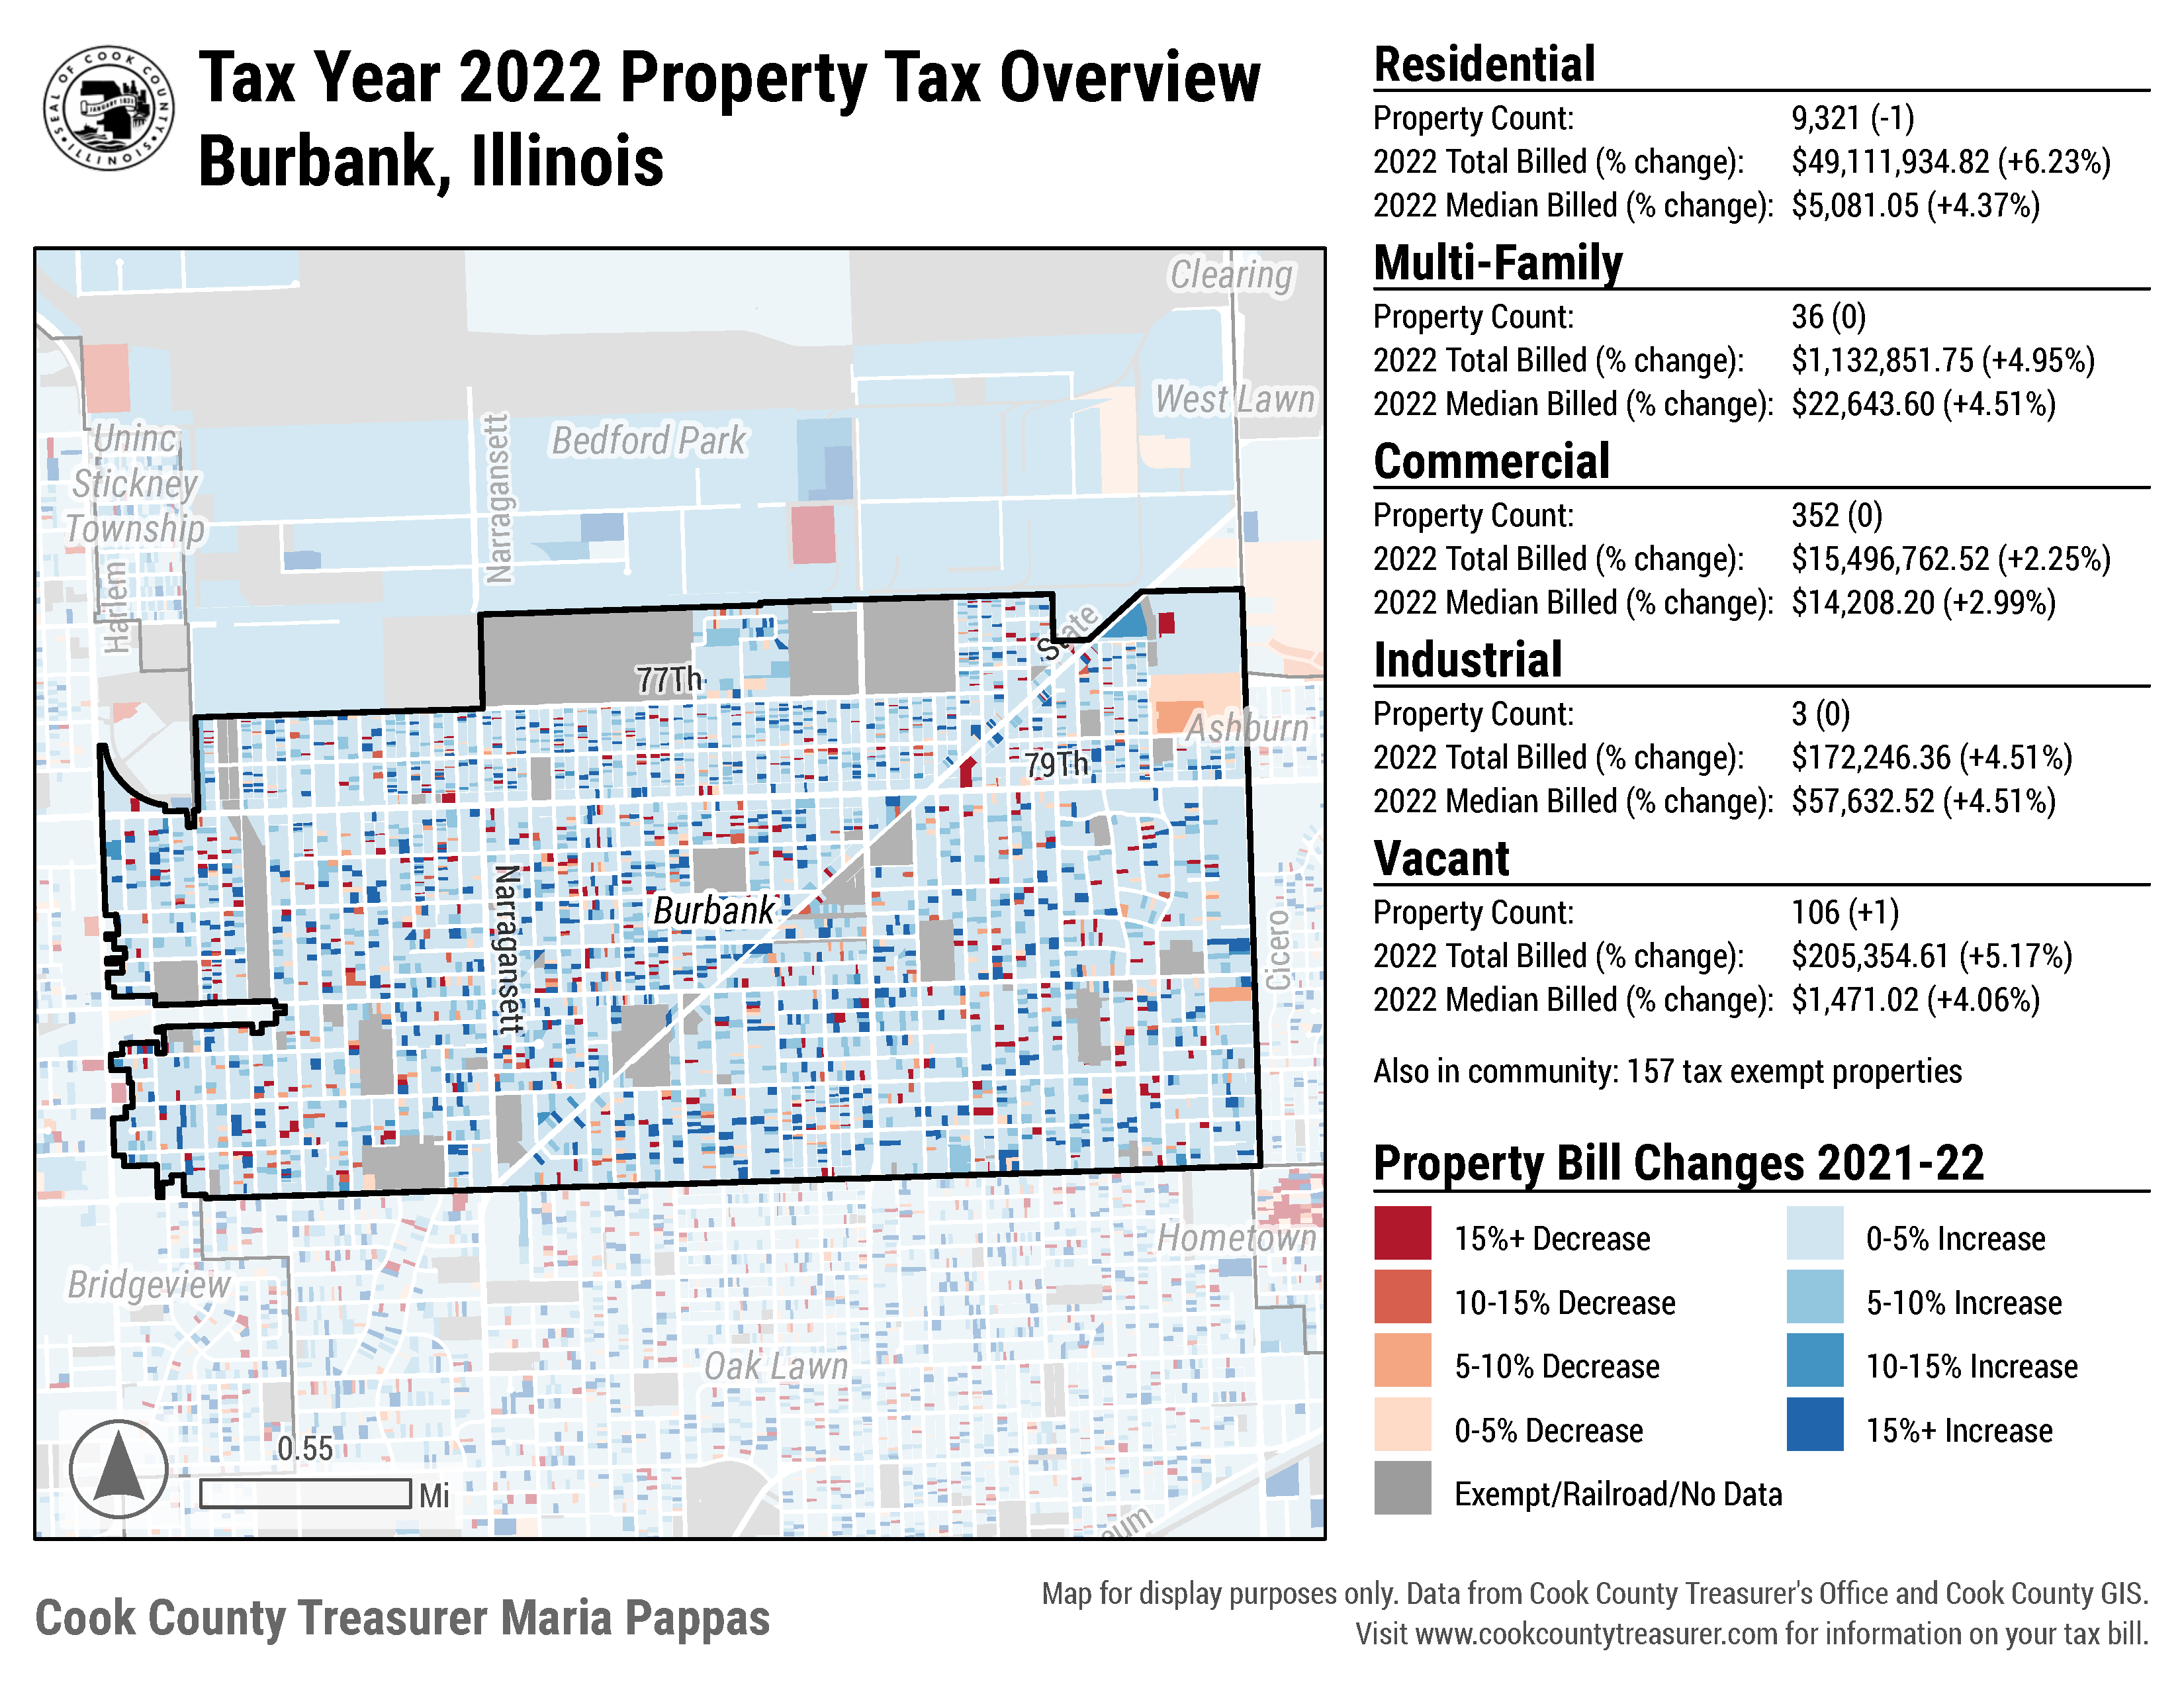 SEAL OF COOK COUNTY
JANUARY 1831
ILLINOIS
Tax Year 2022 Property Tax Overview
Burbank, Illinois
Clearing
West Lawn
Uninc
Stickney
Township
Bedford Park
Narragansett
Harlem
State
77Th
Ashburn
79Th
Narragansett
Burbank
Cicero
Hometown
Bridgeview
Oak Lawn
0.55
Mi
Residential
Property Count: 9,321 (-1)
2022 Total Billed (% change): $49,111,934.82 (+6.23%)
2022 Median Billed (% change): $5,081.05 (+4.37%)
Multi-Family
Property Count: 36 (0)
2022 Total Billed (% change): $1,132,851.75 (+4.95%)
2022 Median Billed (% change): $22,643.60 (+4.51%)
Commercial
Property Count: 352 (0)
2022 Total Billed (% change): $15,496,762.52 (+2.25%)
2022 Median Billed (% change): $14,208.20 (+2.99%)
Industrial
Property Count: 3 (0)
2022 Total Billed (% change): $172,246.36 (+4.51%)
2022 Median Billed (% change): $57,632.52 (+4.51%)
Vacant
Property Count: 106 (+1)
2022 Total Billed (% change): $205,354.61 (+5.17%)
2022 Median Billed (% change): $1,471.02 (+4.06%)
Also in community: 157 tax exempt properties
Property Bill Changes 2021-22
15%+ Decrease
10-15% Decrease
5-10% Decrease
0-5% Decrease
Exempt/Railroad/No Data
0-5% Increase
5-10% Increase
10-15% Increase
15%+ Increase
Cook County Treasurer Maria Pappas
Map for display purposes only. Data from Cook County Treasurer's Office and Cook County GIS.
Visit www.cookcountytreasurer.com for information on your tax bill.